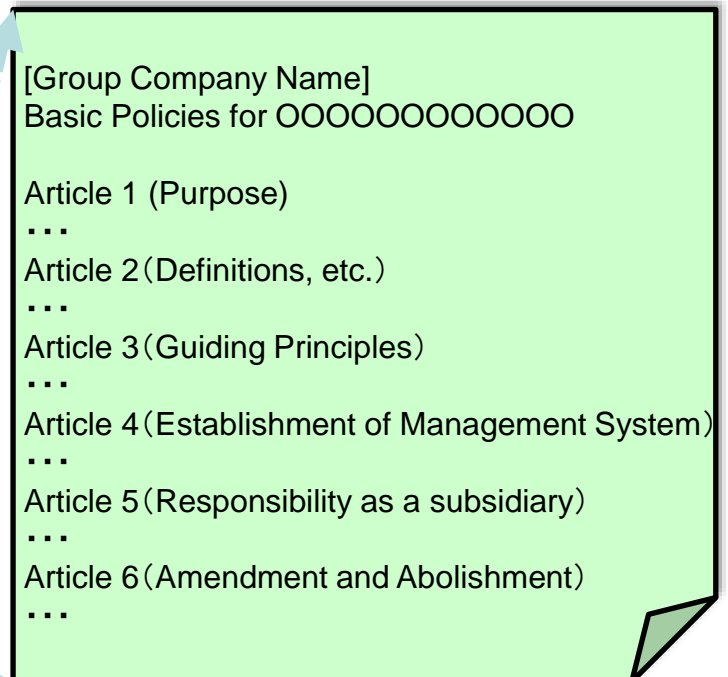 [Group Company Name]
Basic Policies for OOOOOOOOOOOO
Article 1 (Purpose)
・・・
Article 2（Definitions, etc.）
・・・
Article 3（Guiding Principles）
・・・
Article 4（Establishment of Management System）
・・・
Article 5（Responsibility as a subsidiary）
・・・
Article 6（Amendment and Abolishment）
・・・